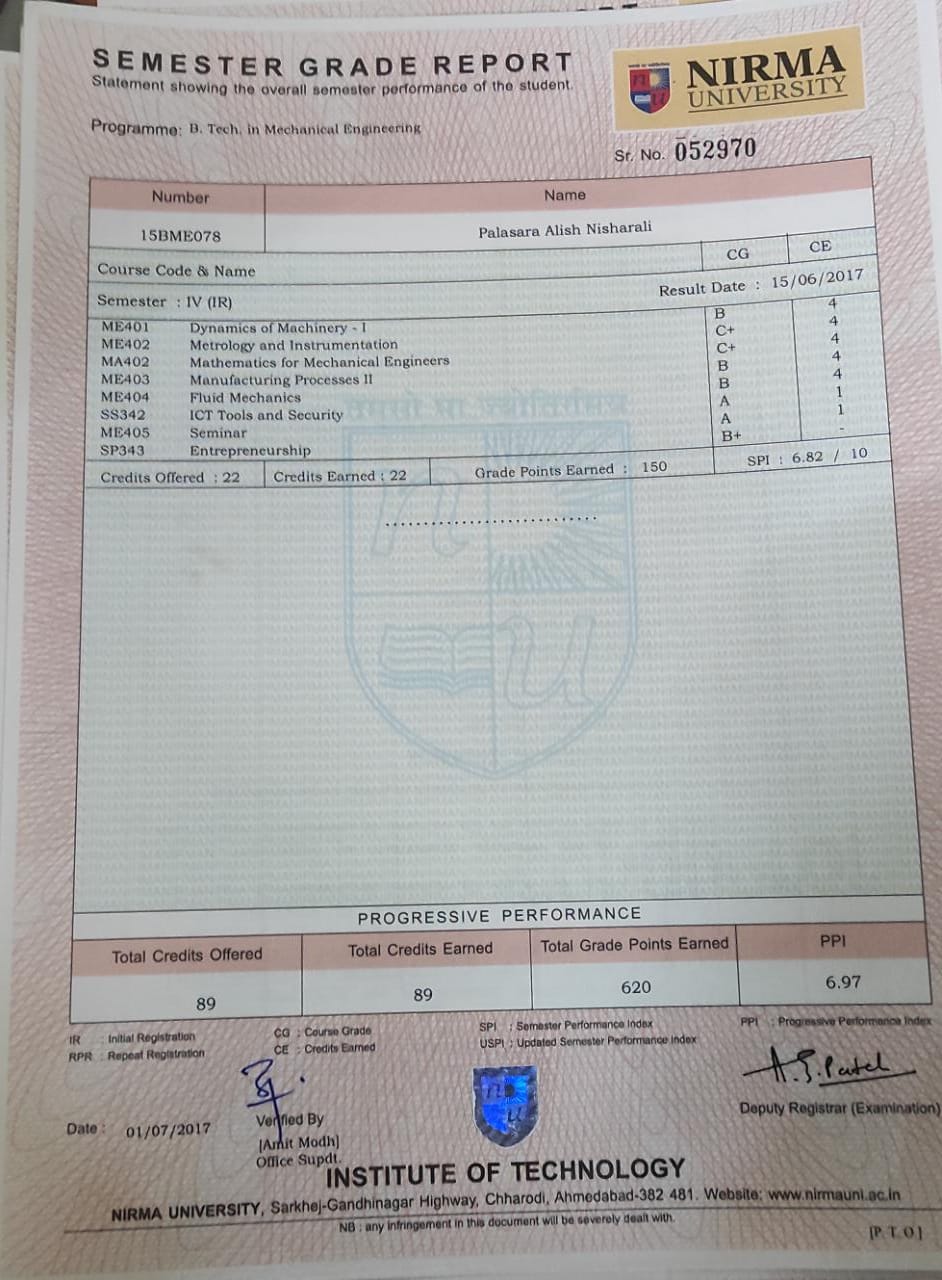 SEMESTER GRADE REPORT
Statement showing the overall semester performance of the student.
NIRMA
UNIVERSITY
Programme: B. Tech. in Mechanical Engineering
Sr. No. 052970
Number Name
15BME078 Palasara Alish Nisharali
Course Code & Name CG CE
Semester : IV (IR) Result Date : 15/06/2017
ME401 Dynamics of Machinery - I B 4
ME402 Metrology and Instrumentation C+ 4
MA402 Mathematics for Mechanical Engineers C+ 4
ME403 Manufacturing Processes II B 4
ME404 Fluid Mechanics B 4
SS342 ICT Tools and Security A 1
ME405 Seminar A 1
SP343 Entrepreneurship B+ -
Credits Offered : 22 Credits Earned : 22 Grade Points Earned : 150 SPI : 6.82 / 10
तमसो मा ज्योतिर्गमय
PROGRESSIVE PERFORMANCE
Total Credits Offered Total Credits Earned Total Grade Points Earned PPI
89 89 620 6.97
IR : Initial Registration CG : Course Grade SPI : Semester Performance Index PPI : Progressive Performance Index
RPR : Repeat Registration CE : Credits Earned USPI : Updated Semester Performance Index
A.S.Patel
Date : 01/07/2017 Verified By Deputy Registrar (Examination)
[Amit Modh]
Office Supdt.
INSTITUTE OF TECHNOLOGY
NIRMA UNIVERSITY, Sarkhej-Gandhinagar Highway, Chharodi, Ahmedabad-382 481. Website: www.nirmauni.ac.in
NB : any infringement in this document will be severely dealt with.
[P. T. O]